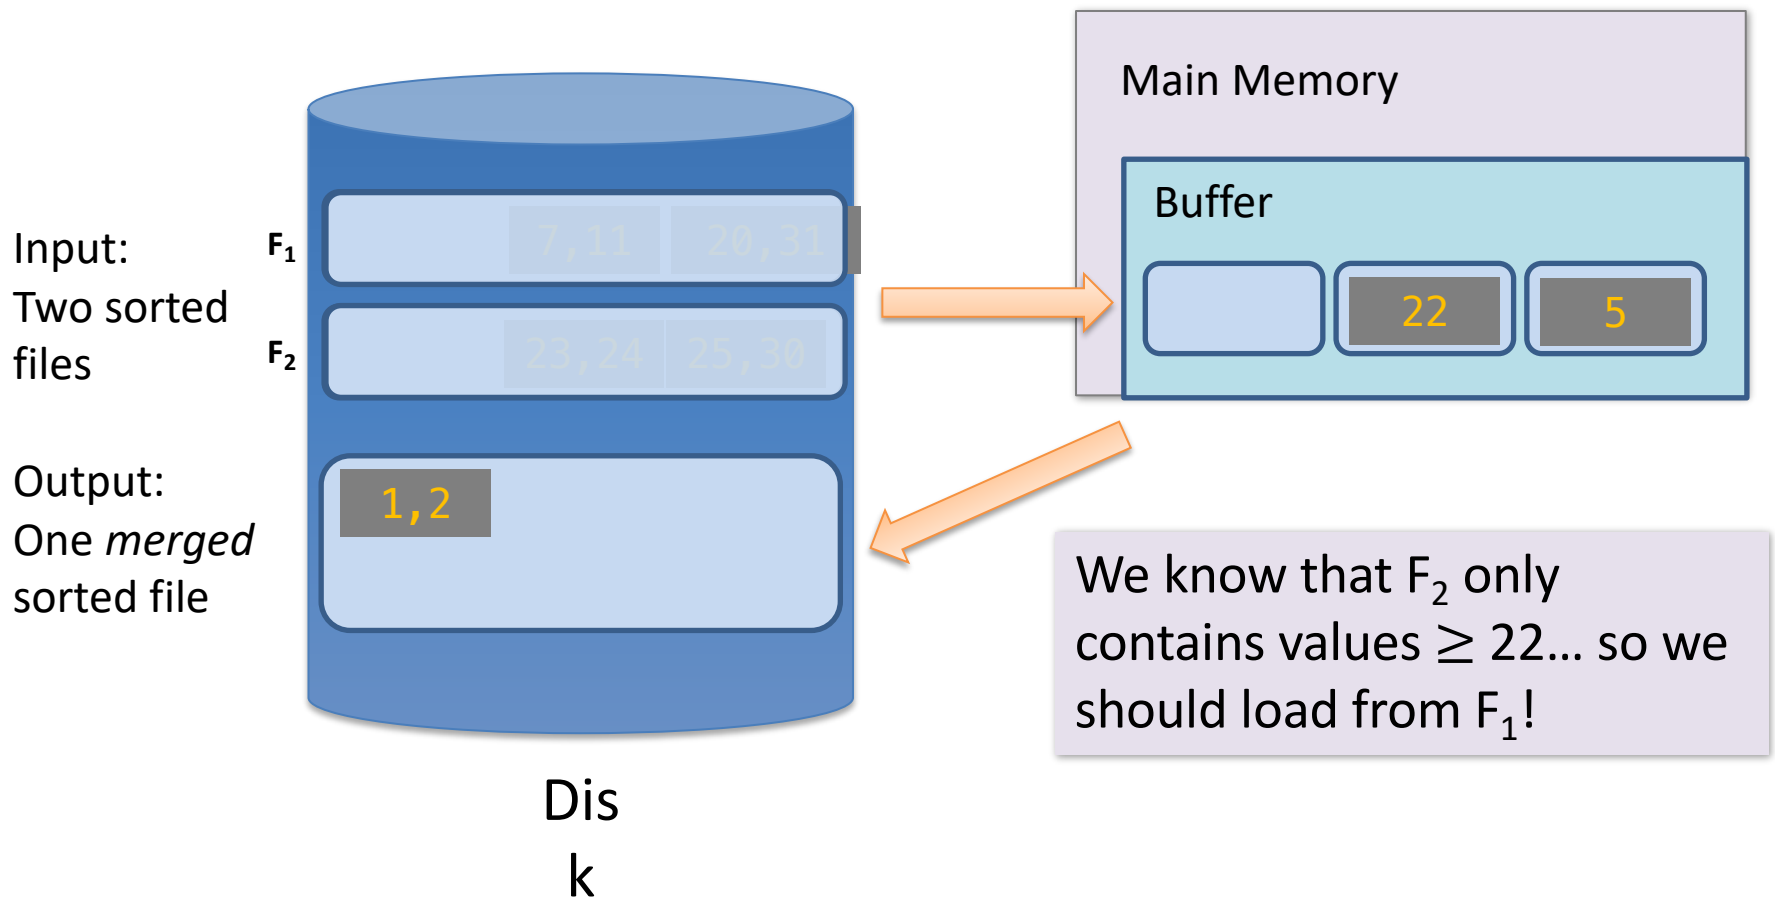 Main Memory
Buffer
Input:
Two sorted
files
F₁
7,11
20,31
F₂
23,24
25,30
22
5
Output:
One merged
sorted file
1,2
We know that F₂ only
contains values ≥ 22... so we
should load from F₁!
Dis
k